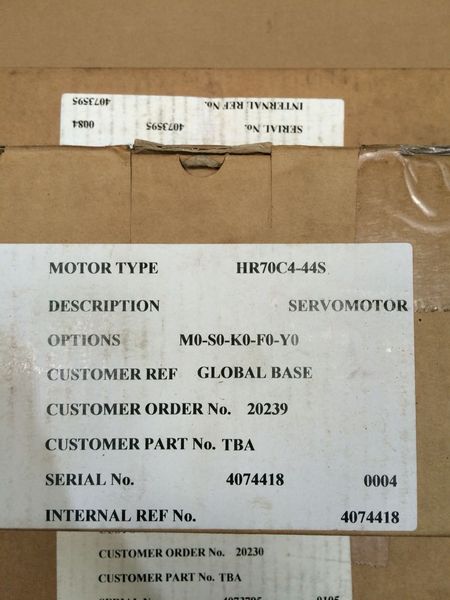 INTERNAL REF No. 4073595
SERIAL No. 4073595 0084
MOTOR TYPE HR70C4-44S
DESCRIPTION SERVOMOTOR
OPTIONS M0-S0-K0-F0-Y0
CUSTOMER REF GLOBAL BASE
CUSTOMER ORDER No. 20239
CUSTOMER PART No. TBA
SERIAL No. 4074418 0004
INTERNAL REF No. 4074418
CUSTOMER ORDER No. 20230
CUSTOMER PART No. TBA